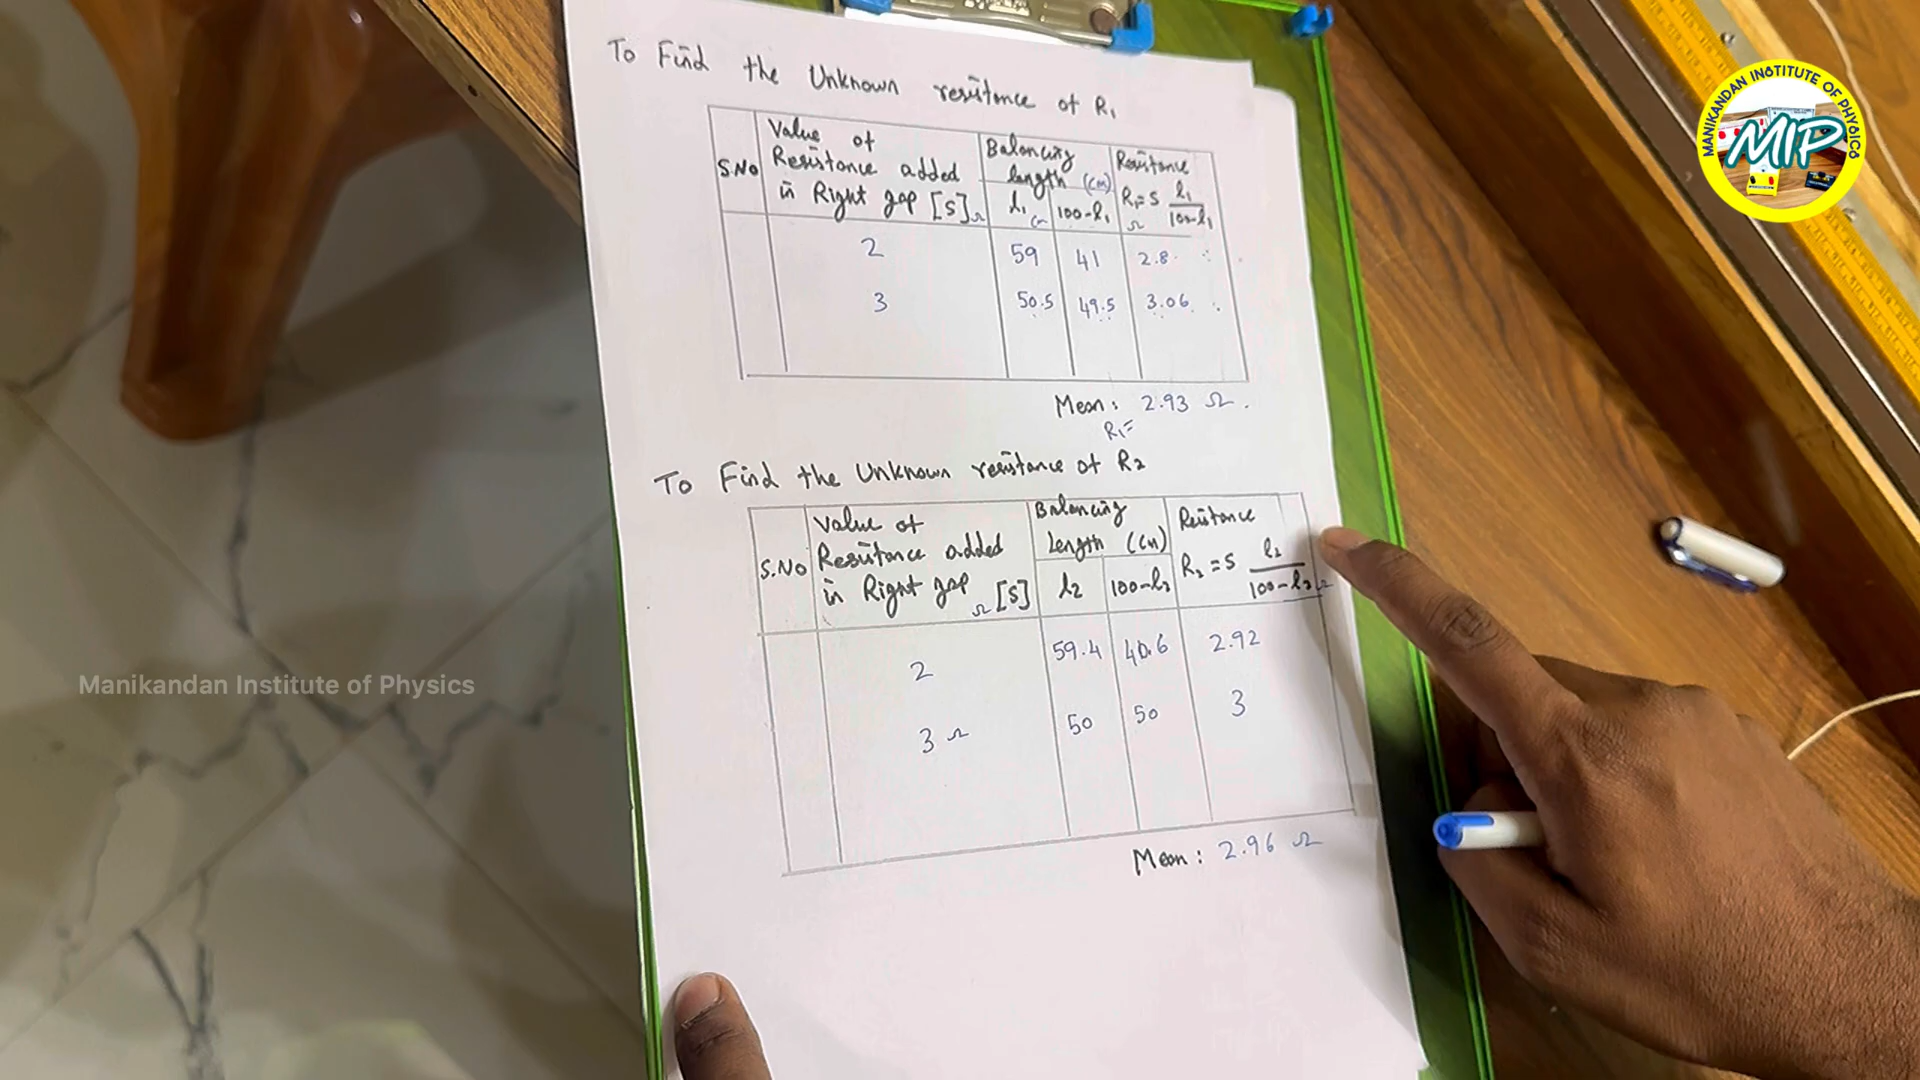 To Find the Unknown resistance of R₁
S.No
Value of
Resistance added
in Right gap [S] Ω
Balancing
length (cm)
l₁ cm
100-l₁
Resistance
R₁=S l₁/100-l₁
Ω
2 59 41 2.8
3 50.5 49.5 3.06
Mean: 2.93 Ω.
R₁=
To Find the Unknown resistance of R₂
S.No
Value of
Resistance added
in Right gap Ω [S]
Balancing
length (cm)
l₂
100-l₂
Resistance
R₂=S l₂/100-l₂ Ω
2 59.4 40.6 2.92
3 Ω 50 50 3
Mean: 2.96 Ω
MANIKANDAN INSTITUTE OF PHYSICS
MIP
Manikandan Institute of Physics